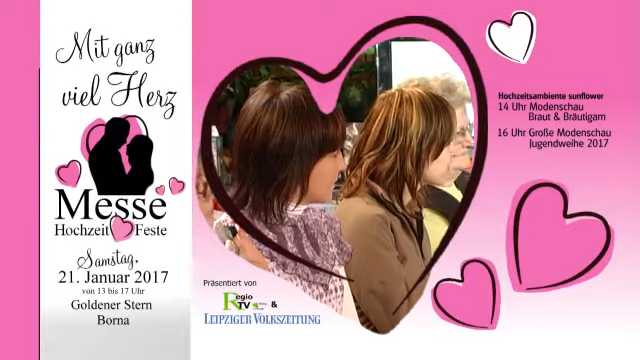 Mit ganz
viel Herz
Messe
Hochzeit Feste
Samstag,
21. Januar 2017
von 13 bis 17 Uhr
Goldener Stern
Borna
Hochzeitsambiente sunflower
14 Uhr Modenschau
Braut & Bräutigam
16 Uhr Große Modenschau
Jugendweihe 2017
Präsentiert von
Regio
TV
&
LEIPZIGER VOLKSZEITUNG